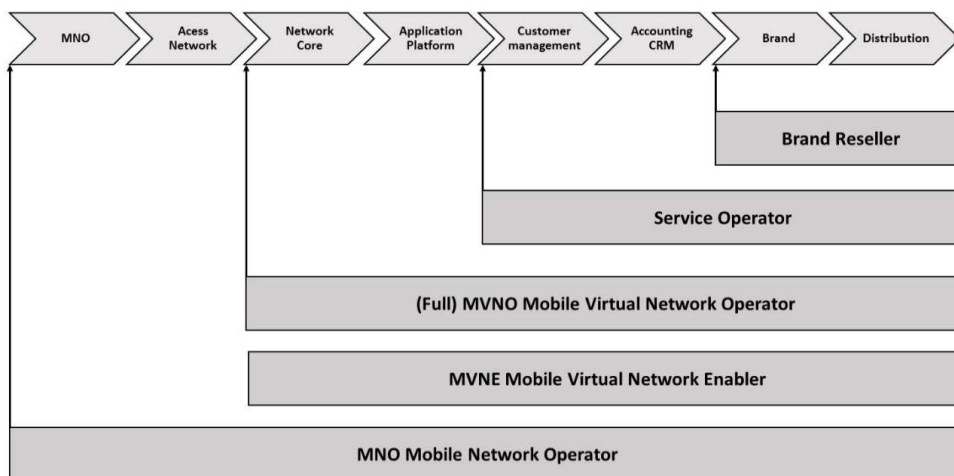 MNO
Acess
Network
Network
Core
Application
Platform
Customer
management
Accounting
CRM
Brand
Distribution
Brand Reseller
Service Operator
(Full) MVNO Mobile Virtual Network Operator
MVNE Mobile Virtual Network Enabler
MNO Mobile Network Operator